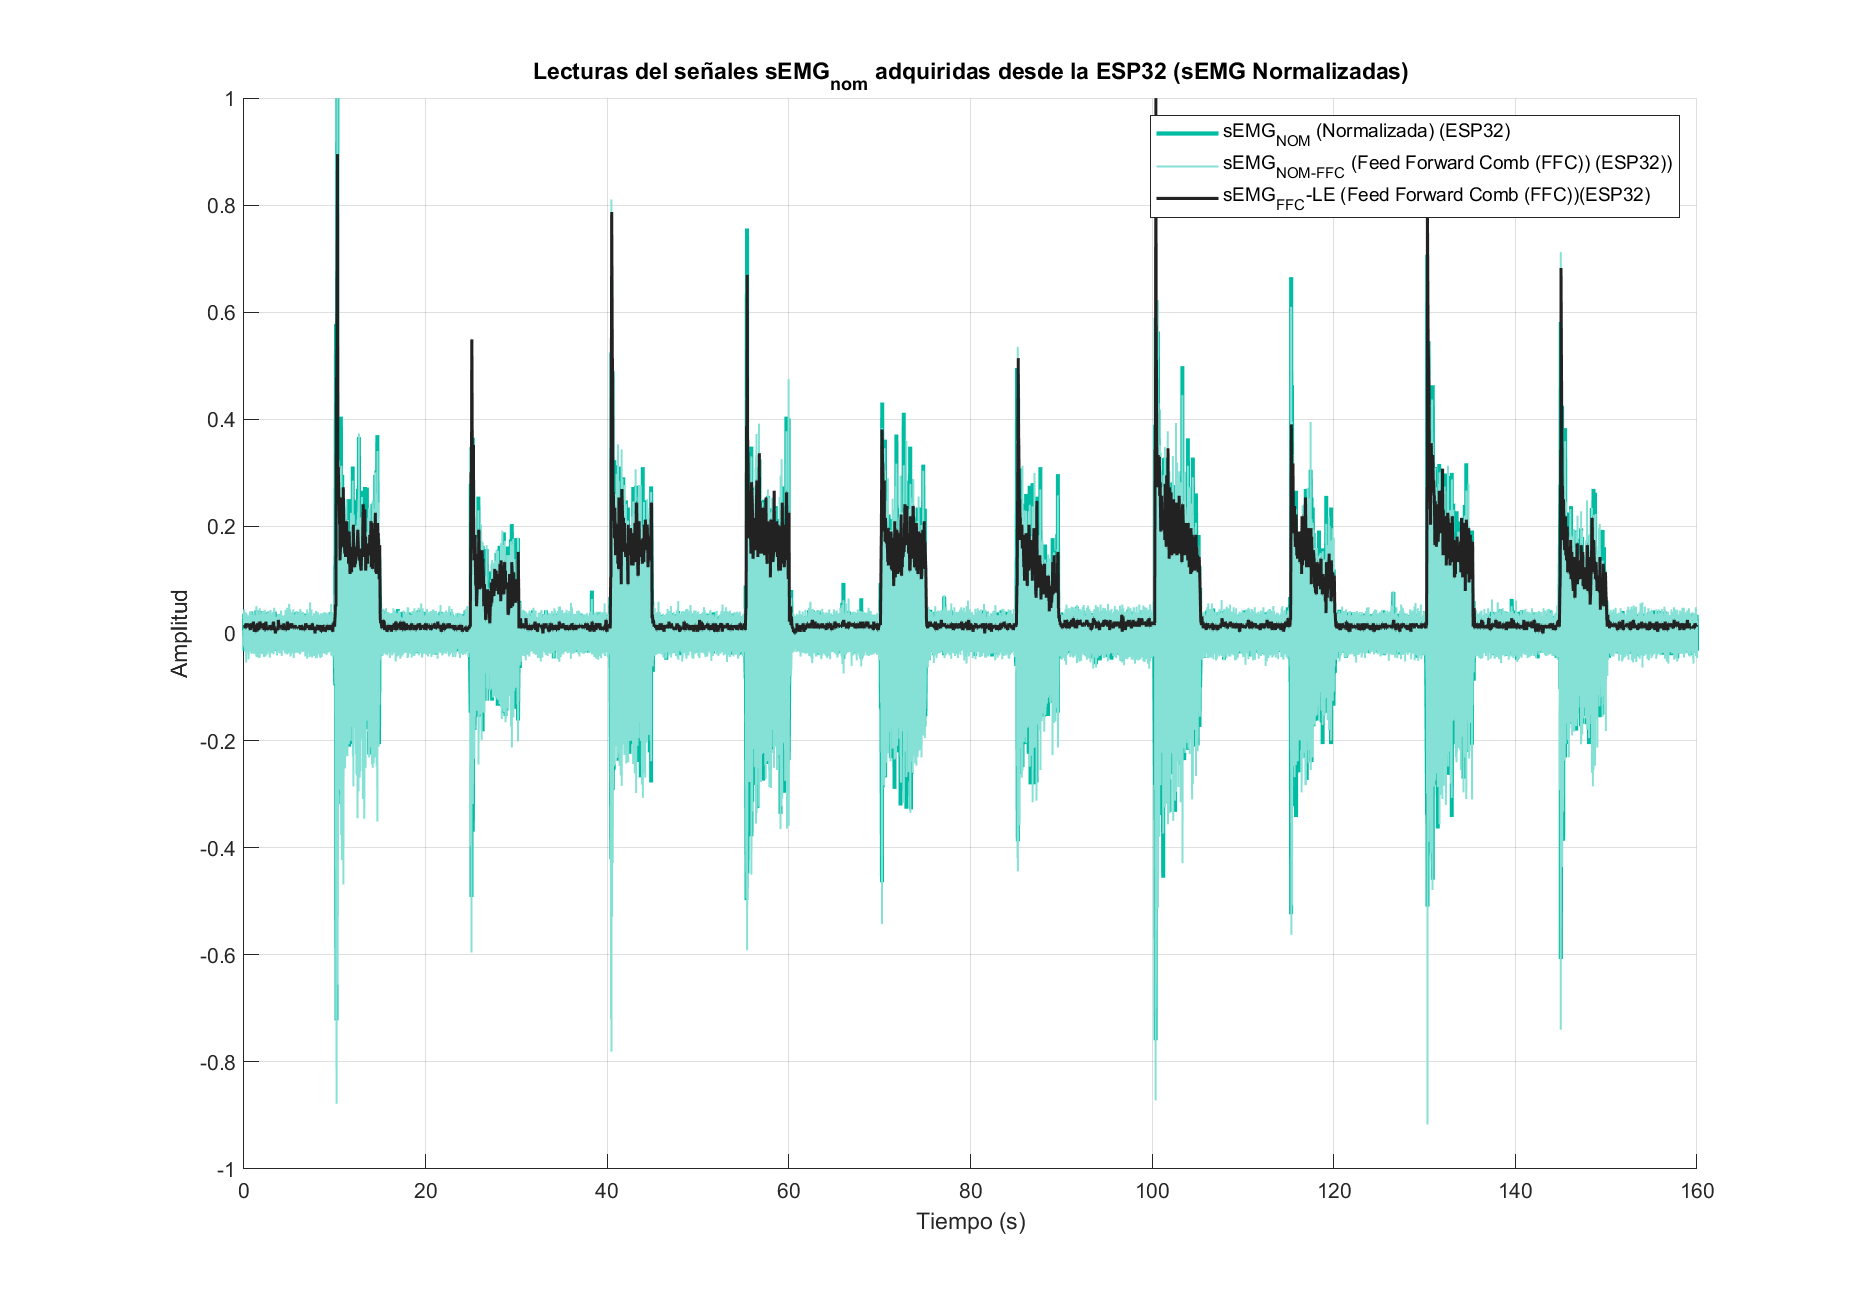 Lecturas del señales sEMGnom adquiridas desde la ESP32 (sEMG Normalizadas)
sEMGNOM (Normalizada) (ESP32)
sEMGNOM-FFC (Feed Forward Comb (FFC)) (ESP32))
sEMGFFC-LE (Feed Forward Comb (FFC))(ESP32)
1
0.8
0.6
0.4
0.2
0
-0.2
-0.4
-0.6
-0.8
-1
Amplitud
0 20 40 60 80 100 120 140 160
Tiempo (s)